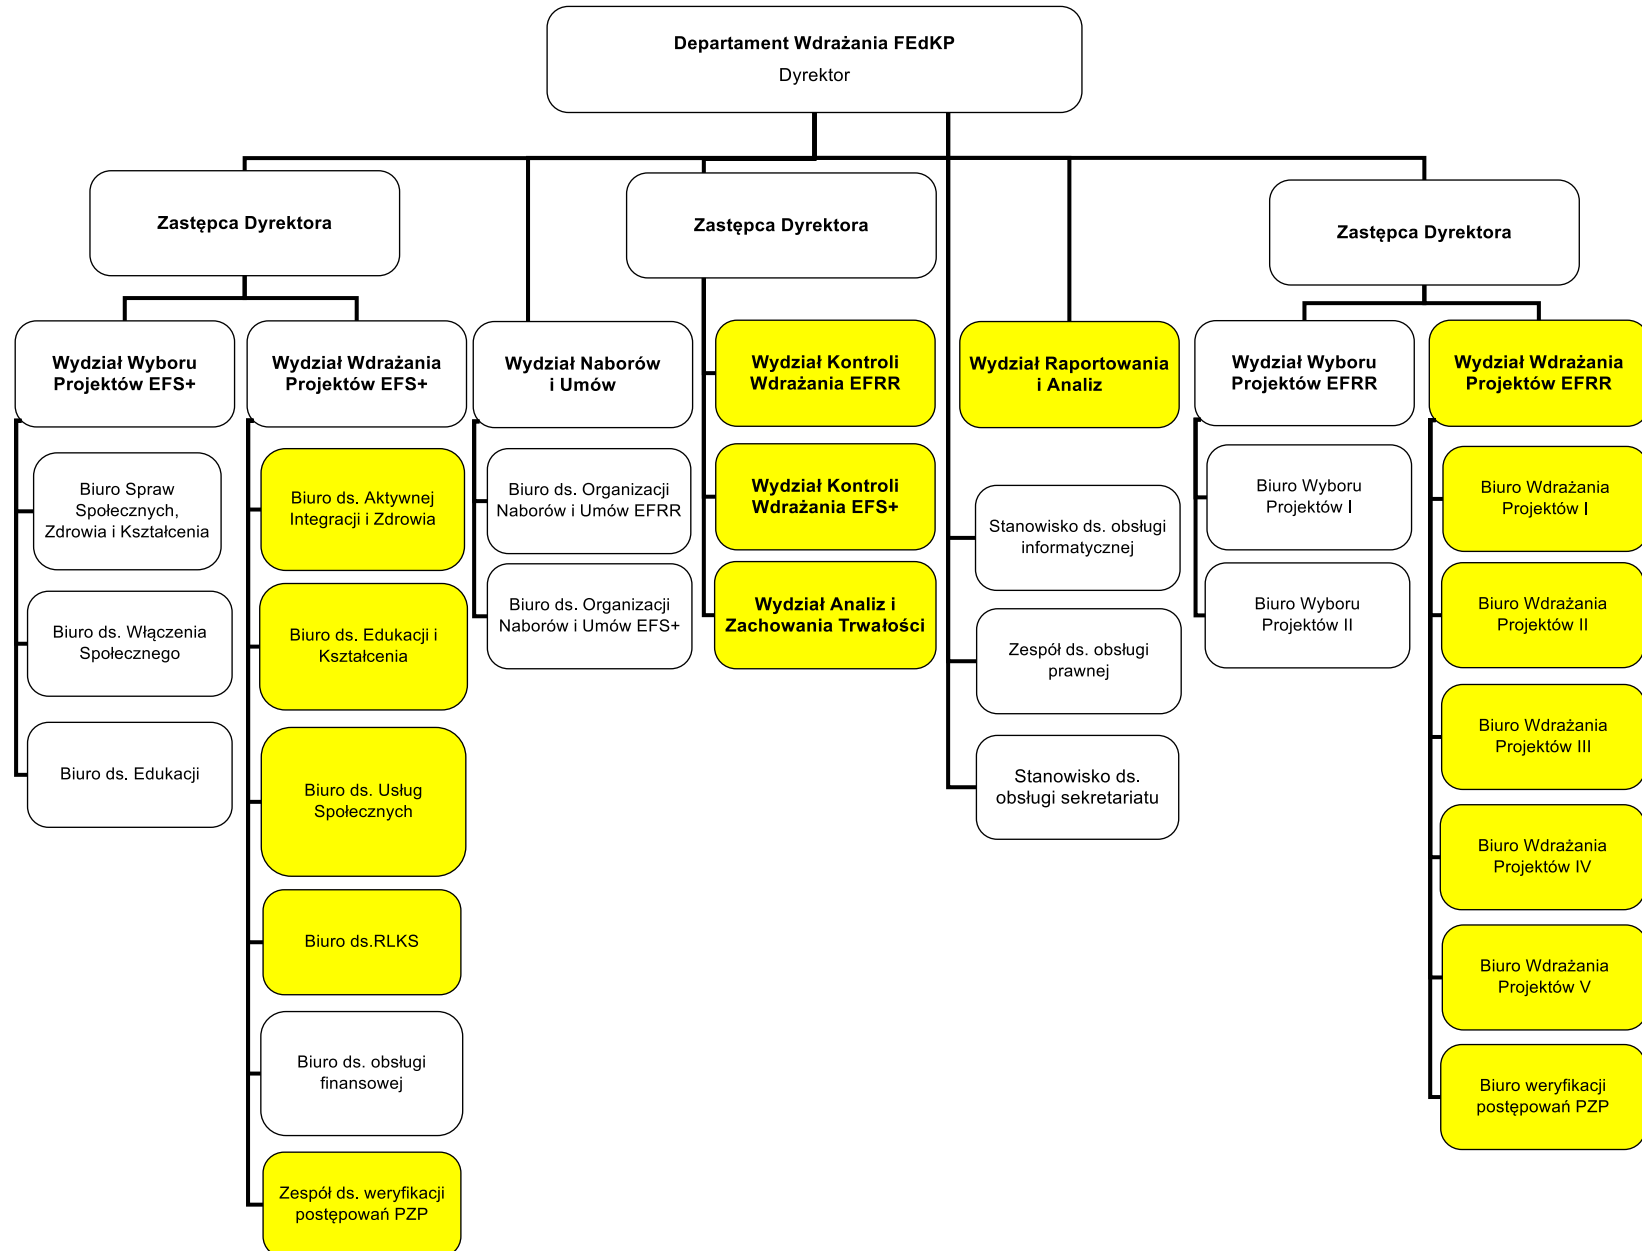 Departament Wdrażania FEdKP
Dyrektor
Zastępca Dyrektora
Zastępca Dyrektora
Zastępca Dyrektora
Wydział Wyboru
Projektów EFS+
Biuro Spraw
Społecznych,
Zdrowia i Kształcenia
Biuro ds. Włączenia
Społecznego
Biuro ds. Edukacji
Wydział Wdrażania
Projektów EFS+
Biuro ds. Aktywnej
Integracji i Zdrowia
Biuro ds. Edukacji i
Kształcenia
Biuro ds. Usług
Społecznych
Biuro ds.RLKS
Biuro ds. obsługi
finansowej
Zespół ds. weryfikacji
postępowań PZP
Wydział Naborów
i Umów
Biuro ds. Organizacji
Naborów i Umów EFRR
Biuro ds. Organizacji
Naborów i Umów EFS+
Wydział Kontroli
Wdrażania EFRR
Wydział Kontroli
Wdrażania EFS+
Wydział Analiz i
Zachowania Trwałości
Wydział Raportowania
i Analiz
Stanowisko ds. obsługi
informatycznej
Zespół ds. obsługi
prawnej
Stanowisko ds.
obsługi sekretariatu
Wydział Wyboru
Projektów EFRR
Biuro Wyboru
Projektów I
Biuro Wyboru
Projektów II
Wydział Wdrażania
Projektów EFRR
Biuro Wdrażania
Projektów I
Biuro Wdrażania
Projektów II
Biuro Wdrażania
Projektów III
Biuro Wdrażania
Projektów IV
Biuro Wdrażania
Projektów V
Biuro weryfikacji
postępowań PZP